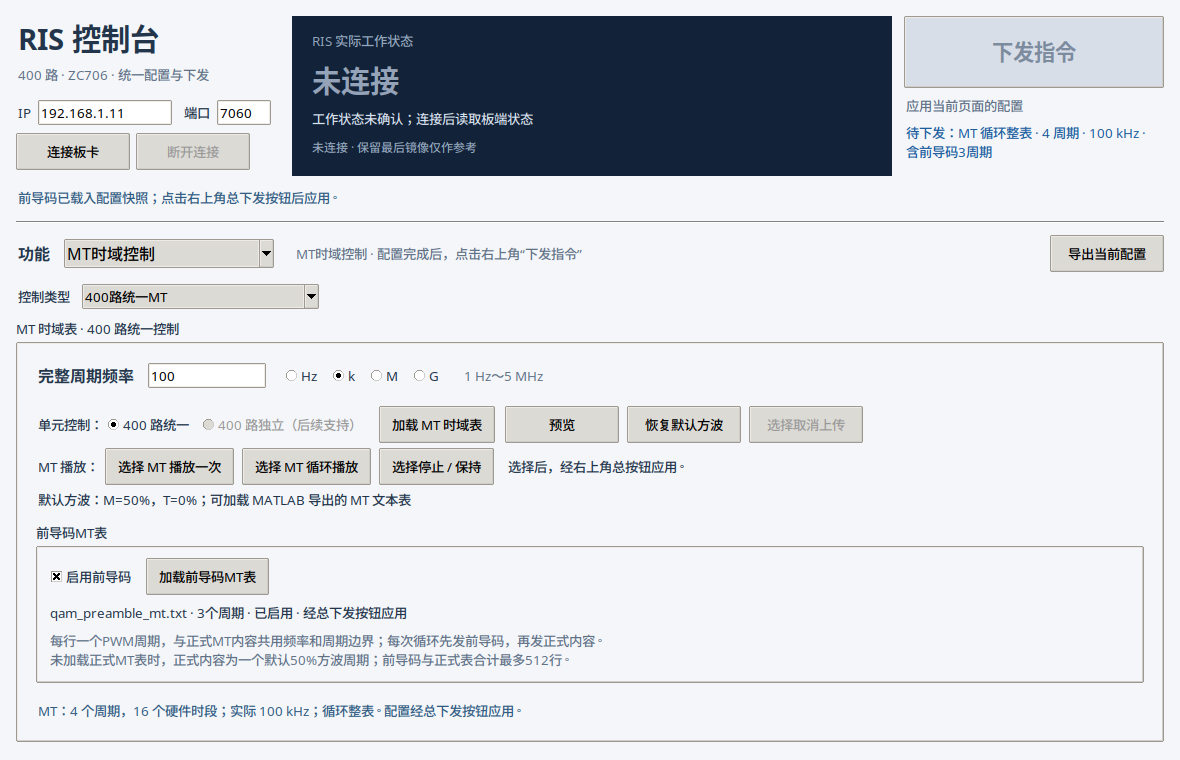 RIS 控制台
400 路 · ZC706 · 统一配置与下发
IP 192.168.1.11 端口 7060
连接板卡 断开连接
RIS 实际工作状态
未连接
工作状态未确认；连接后读取板端状态
未连接 · 保留最后镜像仅作参考
下发指令
应用当前页面的配置
待下发：MT 循环整表 · 4 周期 · 100 kHz ·
含前导码3周期
前导码已载入配置快照；点击右上角总下发按钮后应用。
功能 MT时域控制 MT时域控制 · 配置完成后，点击右上角“下发指令” 导出当前配置
控制类型 400路统一MT
MT 时域表 · 400 路统一控制
完整周期频率 100 Hz k M G 1 Hz～5 MHz
单元控制： 400 路统一 400 路独立（后续支持） 加载 MT 时域表 预览 恢复默认方波 选择取消上传
MT 播放： 选择 MT 播放一次 选择 MT 循环播放 选择停止 / 保持 选择后，经右上角总按钮应用。
默认方波：M=50%，T=0%；可加载 MATLAB 导出的 MT 文本表
前导码MT表
启用前导码 加载前导码MT表
qam_preamble_mt.txt · 3个周期 · 已启用 · 经总下发按钮应用
每行一个PWM周期，与正式MT内容共用频率和周期边界；每次循环先发前导码，再发正式内容。
未加载正式MT表时，正式内容为一个默认50%方波周期；前导码与正式表合计最多512行。
MT：4 个周期，16 个硬件时段；实际 100 kHz；循环整表。配置经总下发按钮应用。